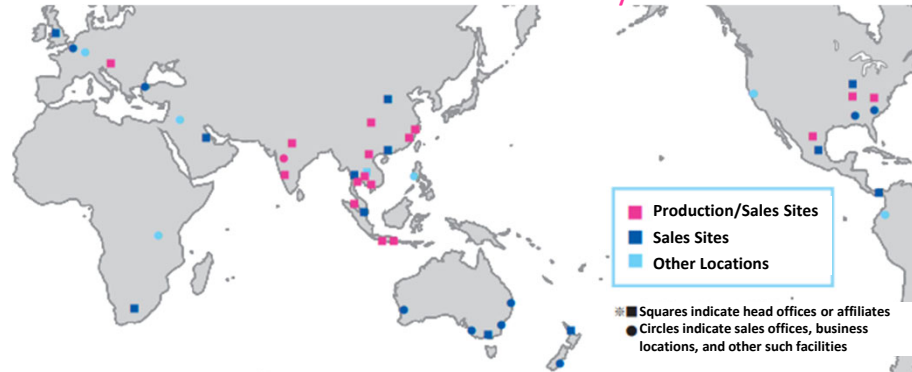 Production/Sales Sites
Sales Sites
Other Locations
※■Squares indicate head offices or affiliates
●Circles indicate sales offices, business
locations, and other such facilities